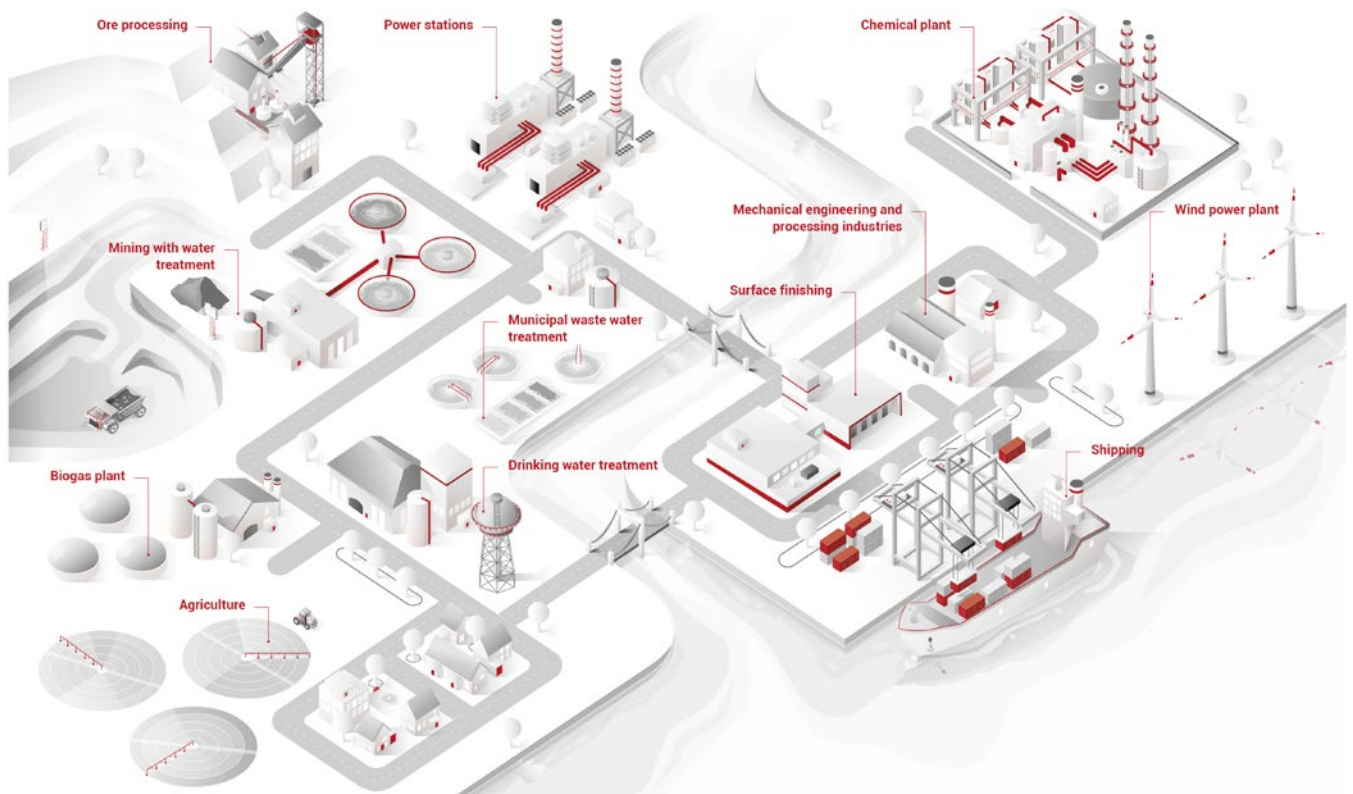 Ore processing
Power stations
Chemical plant
Mechanical engineering and
processing industries
Wind power plant
Mining with water
treatment
Surface finishing
Municipal waste water
treatment
Shipping
Biogas plant
Drinking water treatment
Agriculture